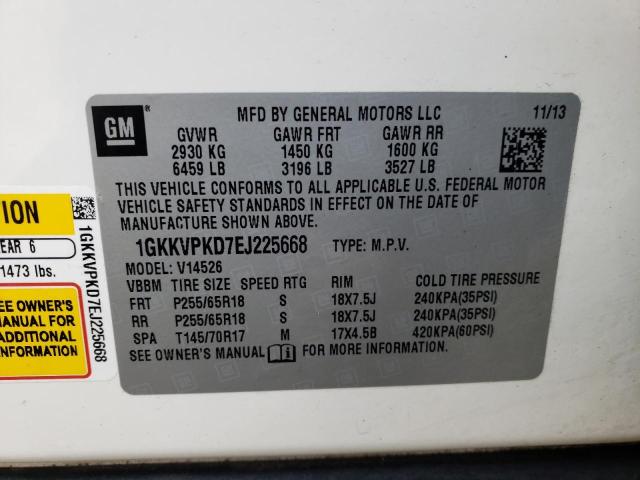 GM
MFD BY GENERAL MOTORS LLC 11/13
GVWR GAWR FRT GAWR RR
2930 KG 1450 KG 1600 KG
6459 LB 3196 LB 3527 LB
THIS VEHICLE CONFORMS TO ALL APPLICABLE U.S. FEDERAL MOTOR
VEHICLE SAFETY STANDARDS IN EFFECT ON THE DATE OF
MANUFACTURE SHOWN ABOVE.
1GKKVPKD7EJ225668 TYPE: M.P.V.
MODEL: V14526
VBBM TIRE SIZE SPEED RTG RIM COLD TIRE PRESSURE
FRT P255/65R18 S 18X7.5J 240KPA(35PSI)
RR P255/65R18 S 18X7.5J 240KPA(35PSI)
SPA T145/70R17 M 17X4.5B 420KPA(60PSI)
SEE OWNER'S MANUAL FOR MORE INFORMATION.
TION
EAR 6
1473 lbs.
SEE OWNER'S
MANUAL FOR
ADDITIONAL
INFORMATION
1GKKVPKD7EJ225668